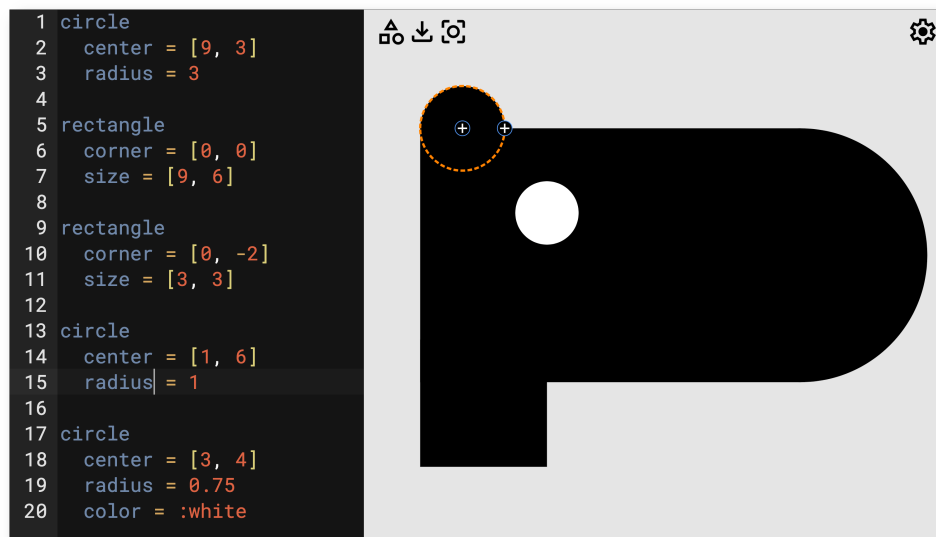 1 circle
2   center = [9, 3]
3   radius = 3
4
5 rectangle
6   corner = [0, 0]
7   size = [9, 6]
8
9 rectangle
10   corner = [0, -2]
11   size = [3, 3]
12
13 circle
14   center = [1, 6]
15   radius = 1
16
17 circle
18   center = [3, 4]
19   radius = 0.75
20   color = :white